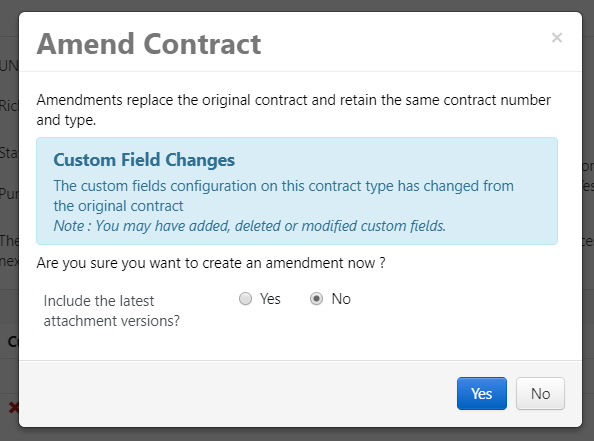 Amend Contract
×
Amendments replace the original contract and retain the same contract number
and type.
Custom Field Changes
The custom fields configuration on this contract type has changed from
the original contract
Note : You may have added, deleted or modified custom fields.
Are you sure you want to create an amendment now ?
Include the latest
attachment versions?
Yes
No
Yes
No